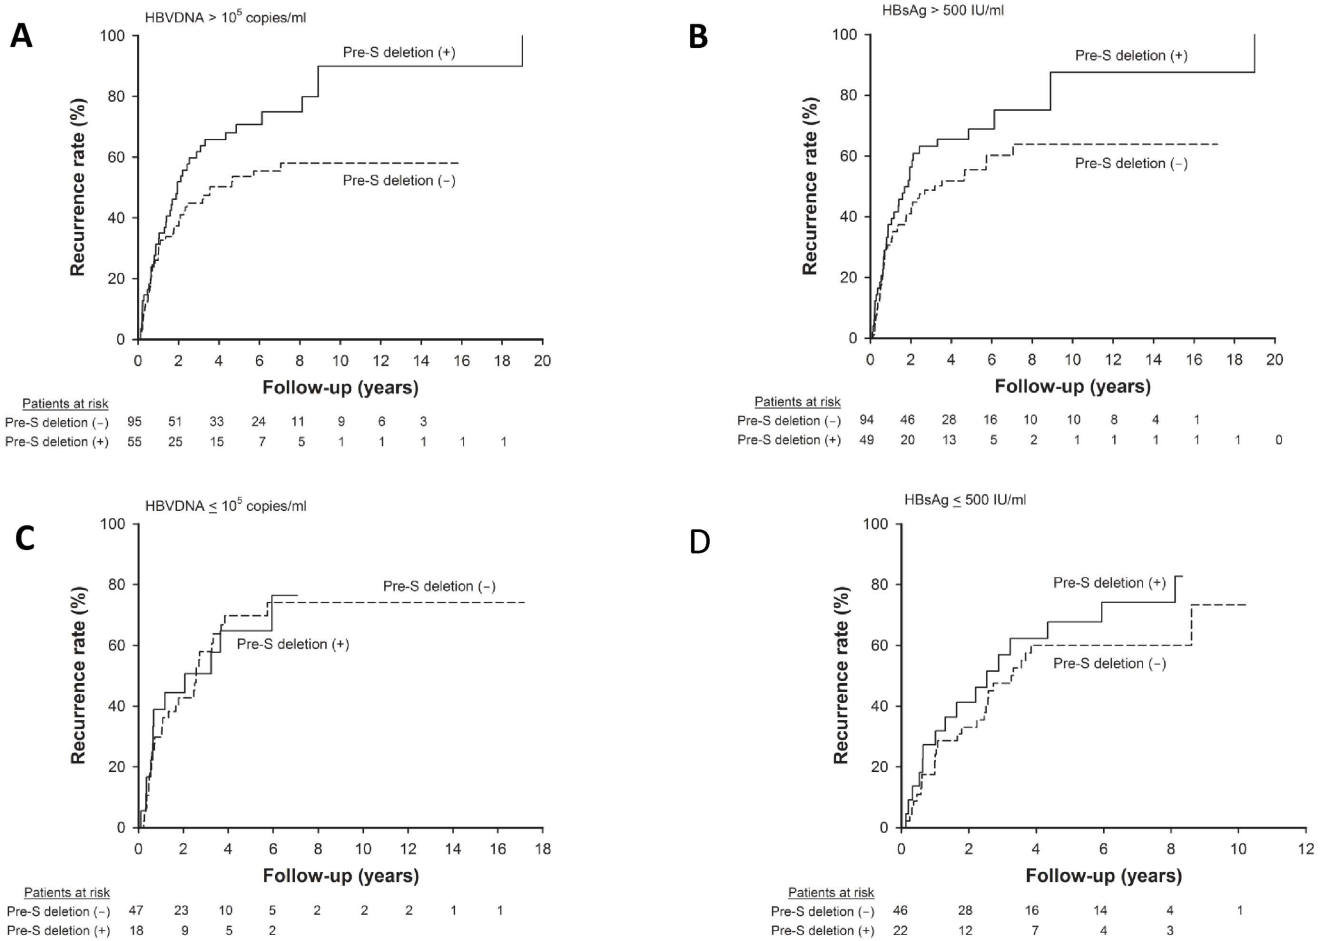 A
HBVDNA > 10⁵ copies/ml
Recurrence rate (%)
100
80
60
40
20
0
Pre-S deletion (+)
Pre-S deletion (−)
0 2 4 6 8 10 12 14 16 18 20
Follow-up (years)
Patients at risk
Pre-S deletion (−) 95 51 33 24 11 9 6 3
Pre-S deletion (+) 55 25 15 7 5 1 1 1 1 1
B
HBsAg > 500 IU/ml
Recurrence rate (%)
100
80
60
40
20
0
Pre-S deletion (+)
Pre-S deletion (−)
0 2 4 6 8 10 12 14 16 18 20
Follow-up (years)
Patients at risk
Pre-S deletion (−) 94 46 28 16 10 10 8 4 1
Pre-S deletion (+) 49 20 13 5 2 1 1 1 1 1 0
C
HBVDNA ≤ 10⁵ copies/ml
Recurrence rate (%)
100
80
60
40
20
0
Pre-S deletion (−)
Pre-S deletion (+)
0 2 4 6 8 10 12 14 16 18
Follow-up (years)
Patients at risk
Pre-S deletion (−) 47 23 10 5 2 2 2 1 1
Pre-S deletion (+) 18 9 5 2
D
HBsAg ≤ 500 IU/ml
Recurrence rate (%)
100
80
60
40
20
0
Pre-S deletion (+)
Pre-S deletion (−)
0 2 4 6 8 10 12
Follow-up (years)
Patients at risk
Pre-S deletion (−) 46 28 16 14 4 1
Pre-S deletion (+) 22 12 7 4 3